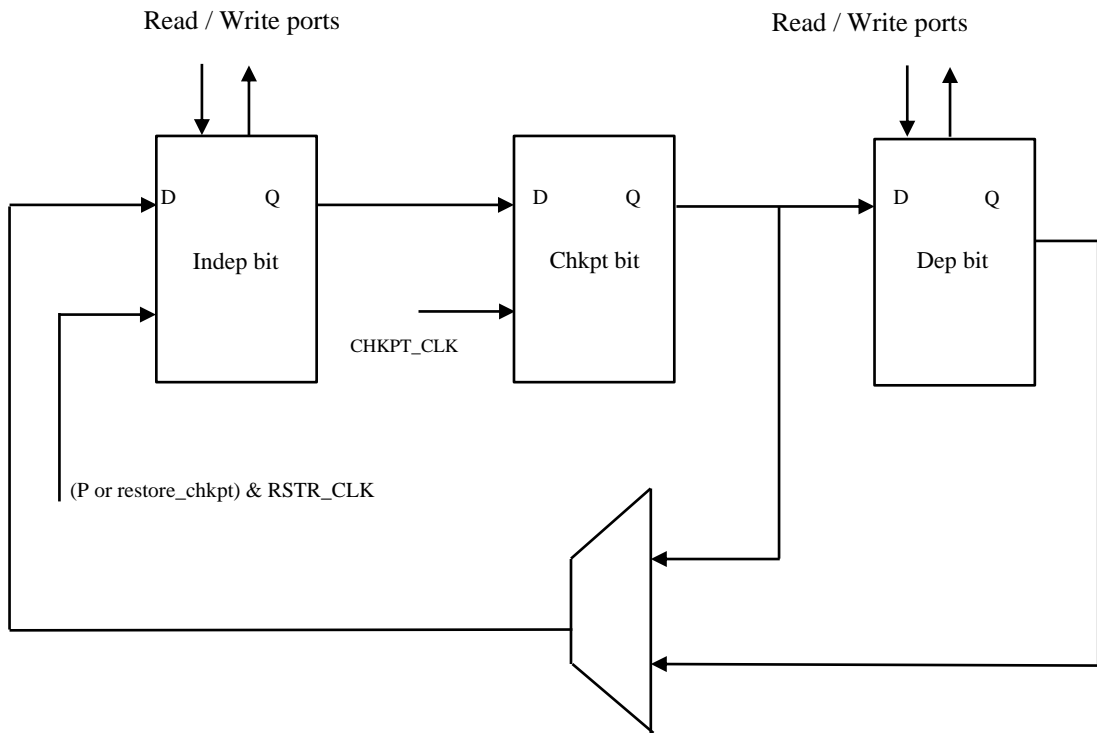 Read / Write ports
Read / Write ports
D
Q
Indep bit
D
Q
Chkpt bit
D
Q
Dep bit
CHKPT_CLK
(P or restore_chkpt) & RSTR_CLK